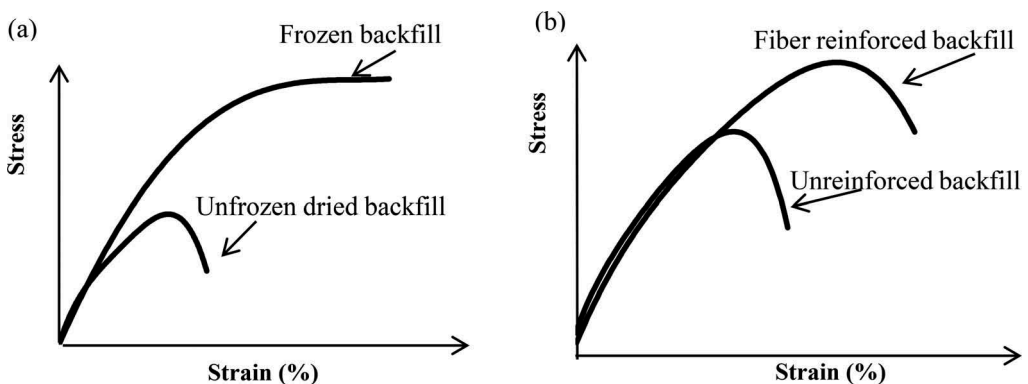 (a)
Frozen backfill
Stress
Unfrozen dried backfill
Strain (%)
(b)
Fiber reinforced backfill
Stress
Unreinforced backfill
Strain (%)